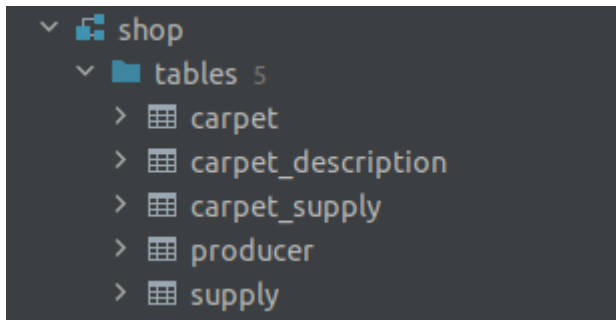 shop
tables 5
carpet
carpet_description
carpet_supply
producer
supply